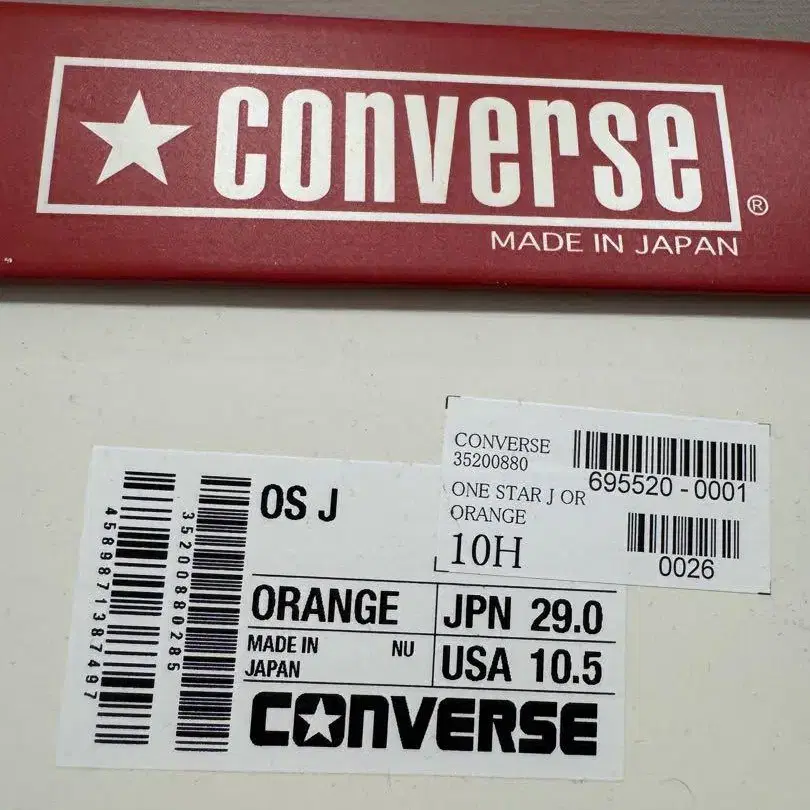 ★ converse ®
MADE IN JAPAN
CONVERSE
35200880
695520 - 0001
ONE STAR J OR
ORANGE
10H
0026
OS J
ORANGE
JPN 29.0
MADE IN
JAPAN
NU
USA 10.5
CONVERSE
4589871387497
35200880285